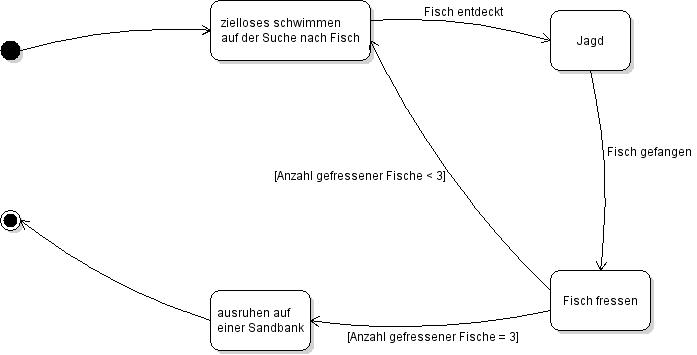 zielloses schwimmen
auf der Suche nach Fisch
Fisch entdeckt
Jagd
Fisch gefangen
[Anzahl gefressener Fische < 3]
Fisch fressen
ausruhen auf
einer Sandbank
[Anzahl gefressener Fische = 3]